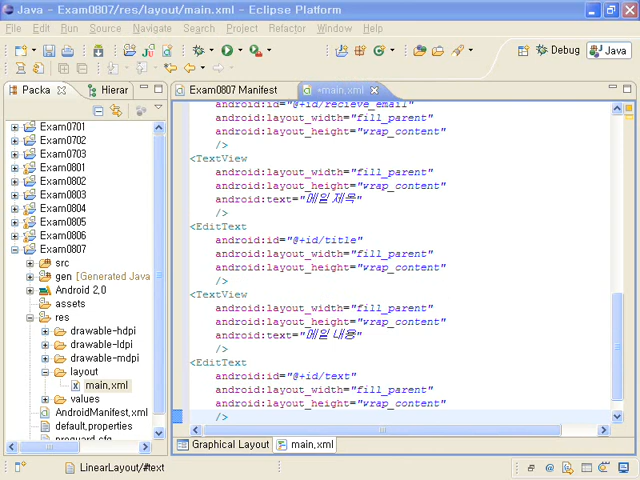 Java - Exam0807/res/layout/main.xml - Eclipse Platform
File Edit Run Source Navigate Search Project Refactor Window Help
Debug Java
Packa Hierar
Exam0807 Manifest *main.xml
Exam0701
Exam0702
Exam0703
Exam0801
Exam0802
Exam0803
Exam0804
Exam0805
Exam0806
Exam0807
src
gen [Generated Java
Android 2.0
assets
res
drawable-hdpi
drawable-ldpi
drawable-mdpi
layout
main.xml
values
AndroidManifest.xml
default.properties
proguard.cfg
android:id="@+id/recieve_email"
android:layout_width="fill_parent"
android:layout_height="wrap_content"
/>
<TextView
android:layout_width="fill_parent"
android:layout_height="wrap_content"
android:text="메일 제목"
/>
<EditText
android:id="@+id/title"
android:layout_width="fill_parent"
android:layout_height="wrap_content"
/>
<TextView
android:layout_width="fill_parent"
android:layout_height="wrap_content"
android:text="메일 내용"
/>
<EditText
android:id="@+id/text"
android:layout_width="fill_parent"
android:layout_height="wrap_content"
/>
Graphical Layout main.xml
LinearLayout/#text